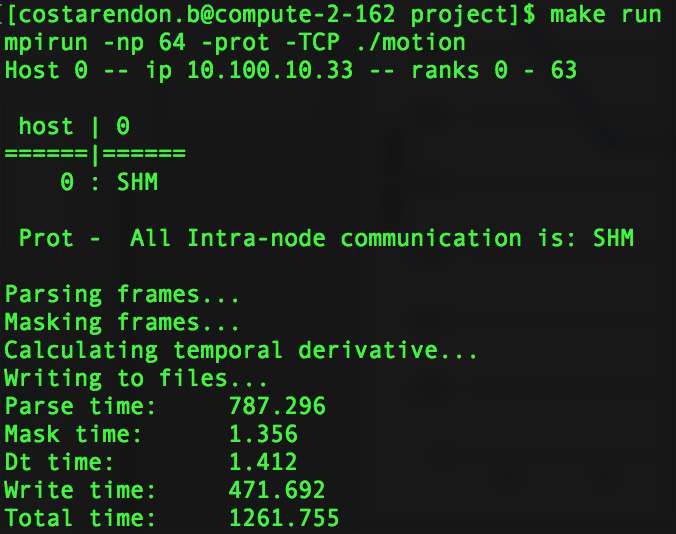 [[costarendon.b@compute-2-162 project]$ make run
mpirun -np 64 -prot -TCP ./motion
Host 0 -- ip 10.100.10.33 -- ranks 0 - 63
host | 0
======|======
0 : SHM
Prot - All Intra-node communication is: SHM
Parsing frames...
Masking frames...
Calculating temporal derivative...
Writing to files...
Parse time: 787.296
Mask time: 1.356
Dt time: 1.412
Write time: 471.692
Total time: 1261.755